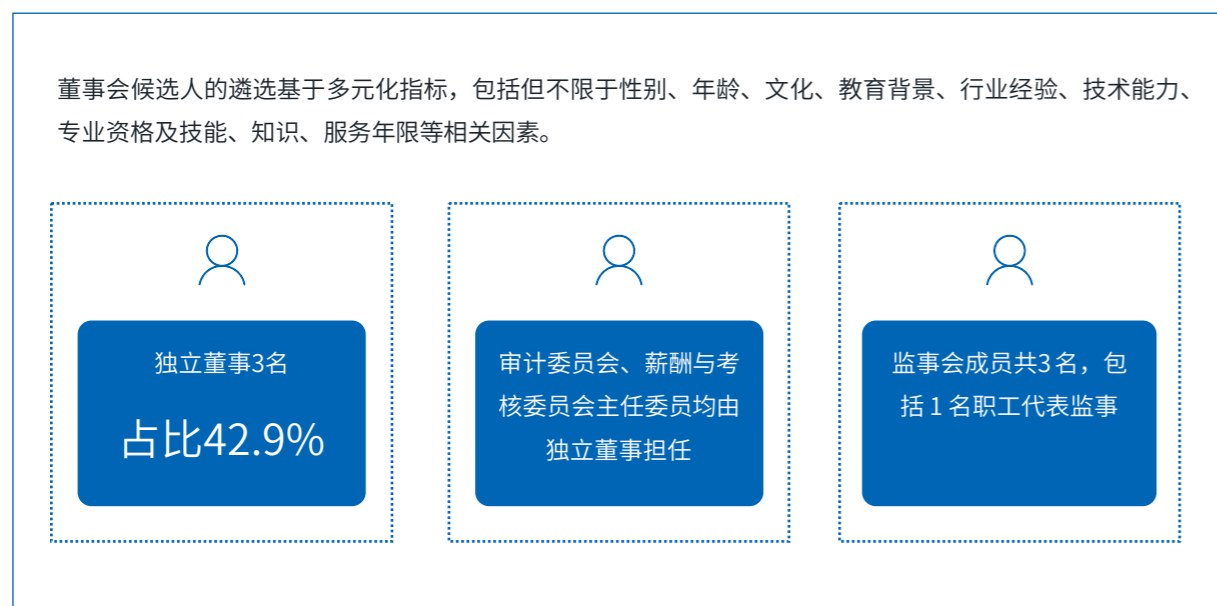 董事会候选人的遴选基于多元化指标，包括但不限于性别、年龄、文化、教育背景、行业经验、技术能力、
专业资格及技能、知识、服务年限等相关因素。
独立董事3名
占比42.9%
审计委员会、薪酬与考
核委员会主任委员均由
独立董事担任
监事会成员共3名，包
括1名职工代表监事